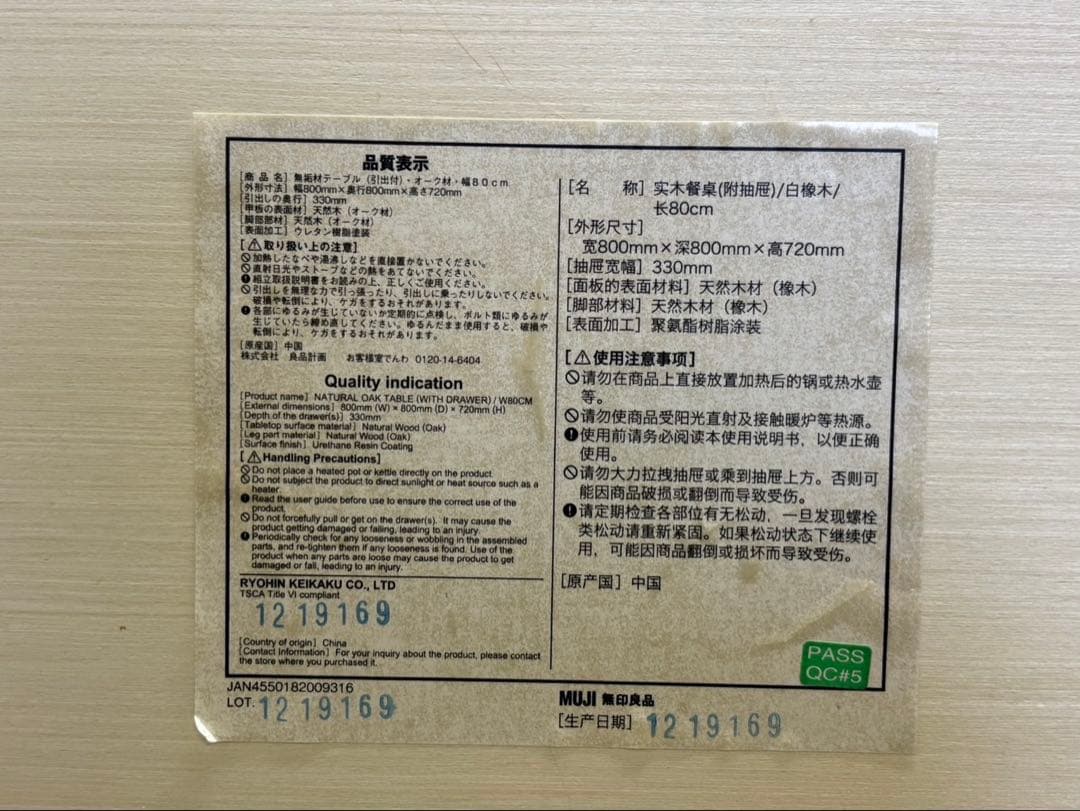 品質表示
[商 品 名] 無垢材テーブル（引出付）・オーク材・幅80cm
[外形寸法] 幅800mm×奥行800mm×高さ720mm
[引出しの奥行] 330mm
[甲板の表面材] 天然木（オーク材）
[脚部部材] 天然木（オーク材）
[表面加工] ウレタン樹脂塗装
[⚠取り扱い上の注意]
🚫加熱したなべや湯沸しなどを直接置かないでください。
🚫直射日光やストーブなどの熱をあてないでください。
❗組立取扱説明書をお読みの上、正しくご使用ください。
🚫引出しを無理な力で引っ張ったり、引出しに乗ったりしないでください。
破損や転倒により、ケガをするおそれがあります。
❗各部にゆるみが生じていないか定期的に点検し、ボルト類にゆるみが
生じていたら締め直してください。ゆるんだまま使用すると、破損や
転倒により、ケガをするおそれがあります。
[原産国] 中国
株式会社 良品計画 お客様室でんわ 0120-14-6404
Quality indication
[Product name] NATURAL OAK TABLE (WITH DRAWER) / W80CM
[External dimensions] 800mm (W) × 800mm (D) × 720mm (H)
[Depth of the drawer(s)] 330mm
[Tabletop surface material] Natural Wood (Oak)
[Leg part material] Natural Wood (Oak)
[Surface finish] Urethane Resin Coating
[⚠Handling Precautions]
🚫Do not place a heated pot or kettle directly on the product.
🚫Do not subject the product to direct sunlight or heat source such as a
heater.
❗Read the user guide before use to ensure the correct use of the
product.
🚫Do not forcefully pull or get on the drawer(s). It may cause the
product getting damaged or falling, leading to an injury.
❗Periodically check for any looseness or wobbling in the assembled
parts, and re-tighten them if any looseness is found. Use of the
product when any parts are loose may cause the product to get
damaged or fall, leading to an injury.
RYOHIN KEIKAKU CO., LTD
TSCA Title VI compliant
12 19169
[Country of origin] China
[Contact Information] For your inquiry about the product, please contact
the store where you purchased it.
JAN4550182009316
LOT. 12 19169
[名 称] 实木餐桌(附抽屉)/白橡木/
长80cm
[外形尺寸]
宽800mm×深800mm×高720mm
[抽屉宽幅] 330mm
[面板的表面材料] 天然木材（橡木）
[脚部材料] 天然木材（橡木）
[表面加工] 聚氨酯树脂涂装
[⚠使用注意事项]
🚫请勿在商品上直接放置加热后的锅或热水壶
等。
🚫请勿使商品受阳光直射及接触暖炉等热源。
❗使用前请务必阅读本使用说明书，以便正确
使用。
🚫请勿大力拉拽抽屉或乘到抽屉上方。否则可
能因商品破损或翻倒而导致受伤。
❗请定期检查各部位有无松动，一旦发现螺栓
类松动请重新紧固。如果松动状态下继续使
用，可能因商品翻倒或损坏而导致受伤。
[原产国] 中国
PASS
QC#5
MUJI 無印良品
[生产日期] 12 19169